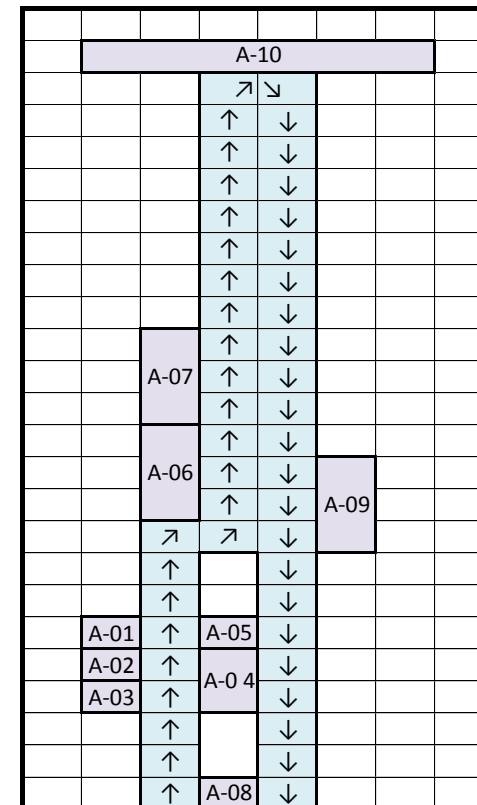 A-10
↗ ↘
↑ ↓
↑ ↓
↑ ↓
↑ ↓
↑ ↓
↑ ↓
↑ ↓
↑ ↓
A-07 ↑ ↓
↑ ↓
↑ ↓
A-06 ↑ ↓
↑ ↓ A-09
↗ ↗ ↓
↑ ↓
↑ ↓
A-01 ↑ A-05 ↓
A-02 ↑ A-0 4 ↓
A-03 ↑ ↓
↑ ↓
↑ ↓
↑ A-08 ↓